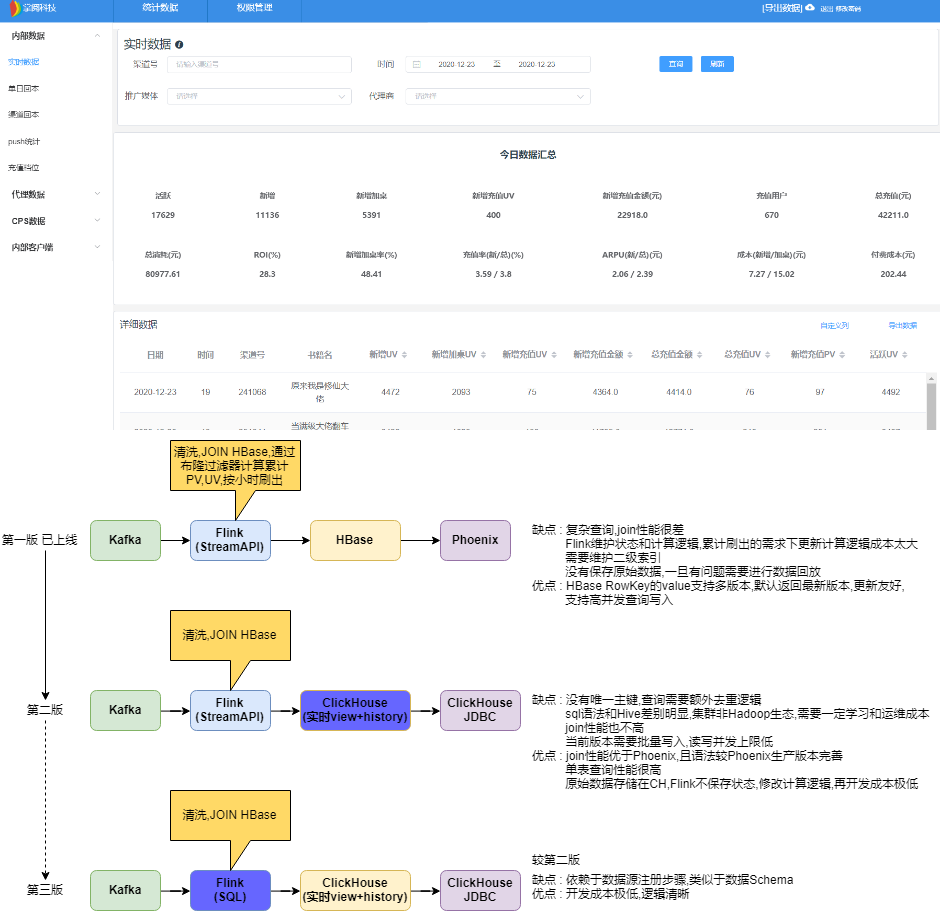 掌阅科技 统计数据 权限管理 [导出数据] 返回 修改密码
内部数据
实时数据
单日回本
渠道回本
push统计
充值档位
代理数据
CPS数据
内部客户端
实时数据
渠道号 请输入渠道号 时间 2020-12-23 至 2020-12-23 查询 刷新
推广媒体 请选择 代理商 请选择
今日数据汇总
活跃 新增 新增加桌 新增充值UV 新增充值金额(元) 充值用户 总充值(元)
17629 11136 5391 400 22918.0 670 42211.0
总消耗(元) ROI(%) 新增加桌率(%) 充值率(新/总)(%) ARPU(新/总)(元) 成本(新增/加桌)(元) 付费成本(元)
80977.61 28.3 48.41 3.59 / 3.8 2.06 / 2.39 7.27 / 15.02 202.44
详细数据 自定义列 导出数据
日期 时间 渠道号 书籍名 新增UV 新增加桌UV 新增充值UV 新增充值金额 总充值金额 总充值UV 新增充值PV 活跃UV
2020-12-23 19 241068 原来我是修仙大佬 4472 2093 75 4364.0 4414.0 76 97 4492
当满级大佬翻车
清洗,JOIN HBase,通过
布隆过滤器计算累计
PV,UV,按小时刷出
第一版 已上线
Kafka
Flink
(StreamAPI)
HBase
Phoenix
缺点 : 复杂查询,join性能很差
Flink维护状态和计算逻辑,累计刷出的需求下更新计算逻辑成本太大
需要维护二级索引
没有保存原始数据,一旦有问题需要进行数据回放
优点 : HBase RowKey的value支持多版本,默认返回最新版本,更新友好,
支持高并发查询写入
清洗,JOIN HBase
第二版
Kafka
Flink
(StreamAPI)
ClickHouse
(实时view+history)
ClickHouse
JDBC
缺点 : 没有唯一主键,查询需要额外去重逻辑
sql语法和Hive差别明显,集群非Hadoop生态,需要一定学习和运维成本
join性能也不高
当前版本需要批量写入,读写并发上限低
优点 : join性能优于Phoenix,且语法较Phoenix生产版本完善
单表查询性能很高
原始数据存储在CH,Flink不保存状态,修改计算逻辑,再开发成本极低
清洗,JOIN HBase
第三版
Kafka
Flink
(SQL)
ClickHouse
(实时view+history)
ClickHouse
JDBC
较第二版
缺点 : 依赖于数据源注册步骤,类似于数据Schema
优点 : 开发成本极低,逻辑清晰